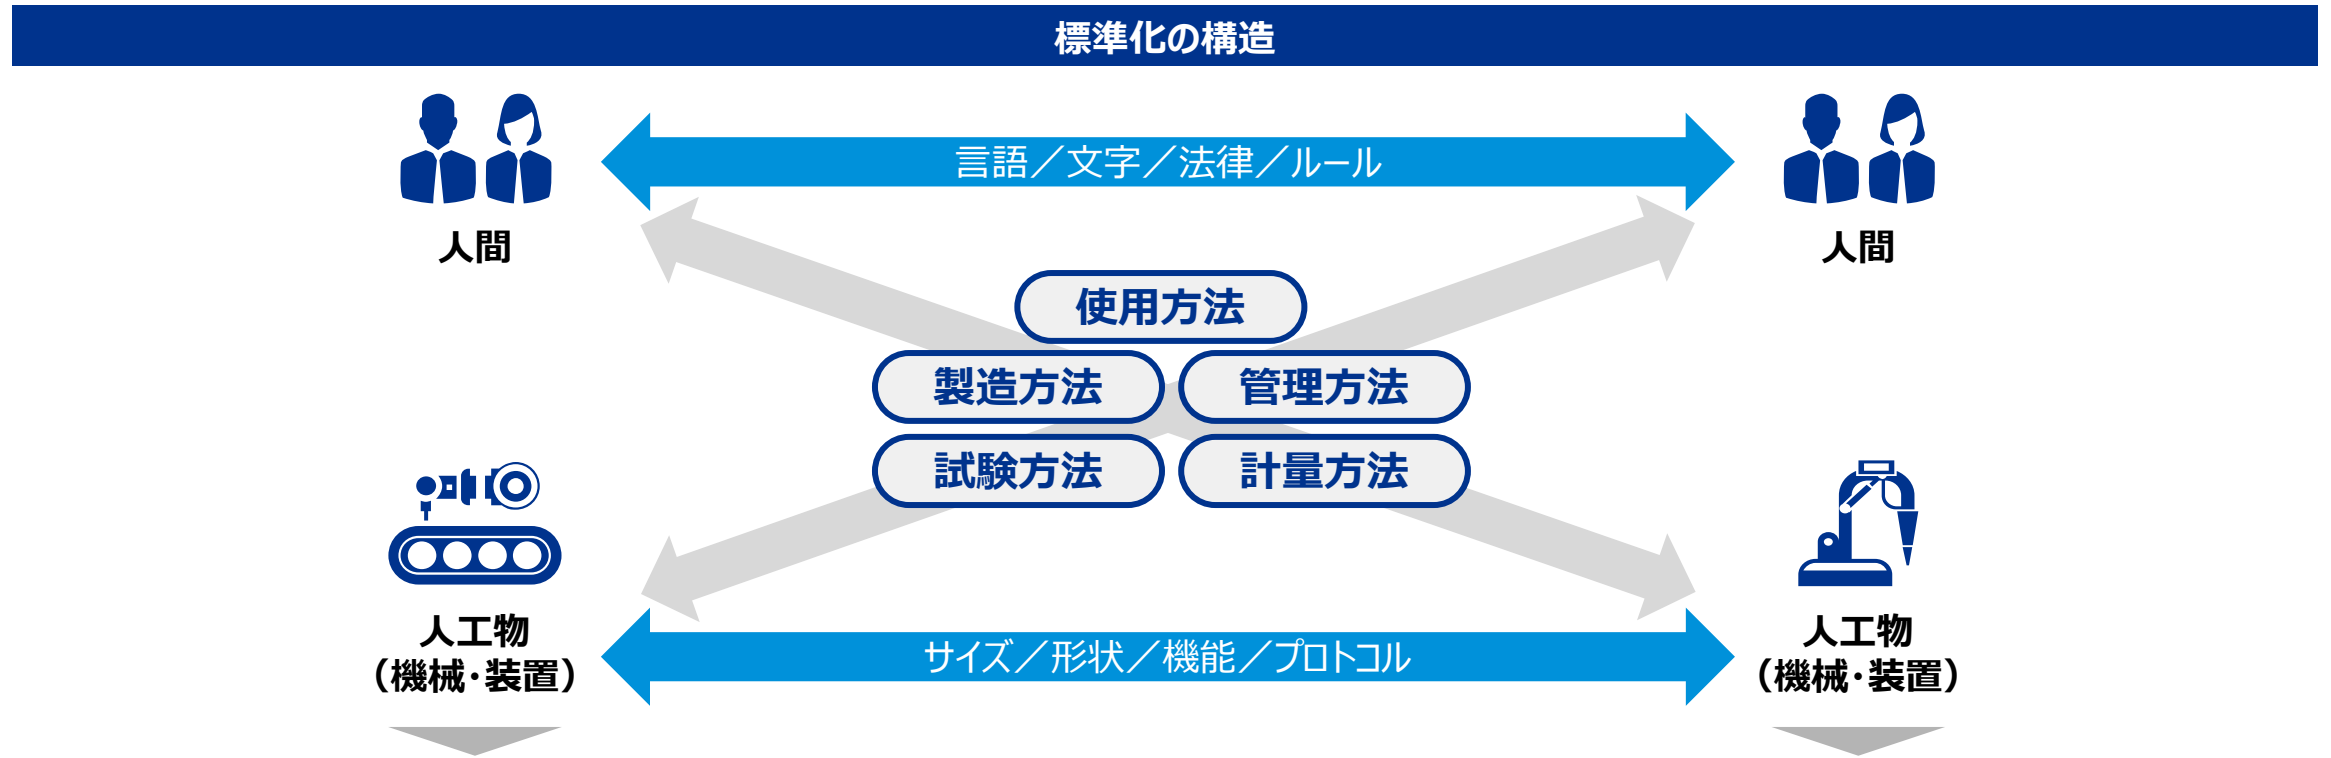 標準化の構造
言語／文字／法律／ルール
人間
人間
使用方法
製造方法
管理方法
試験方法
計量方法
人工物
（機械・装置）
人工物
（機械・装置）
サイズ／形状／機能／プロトコル